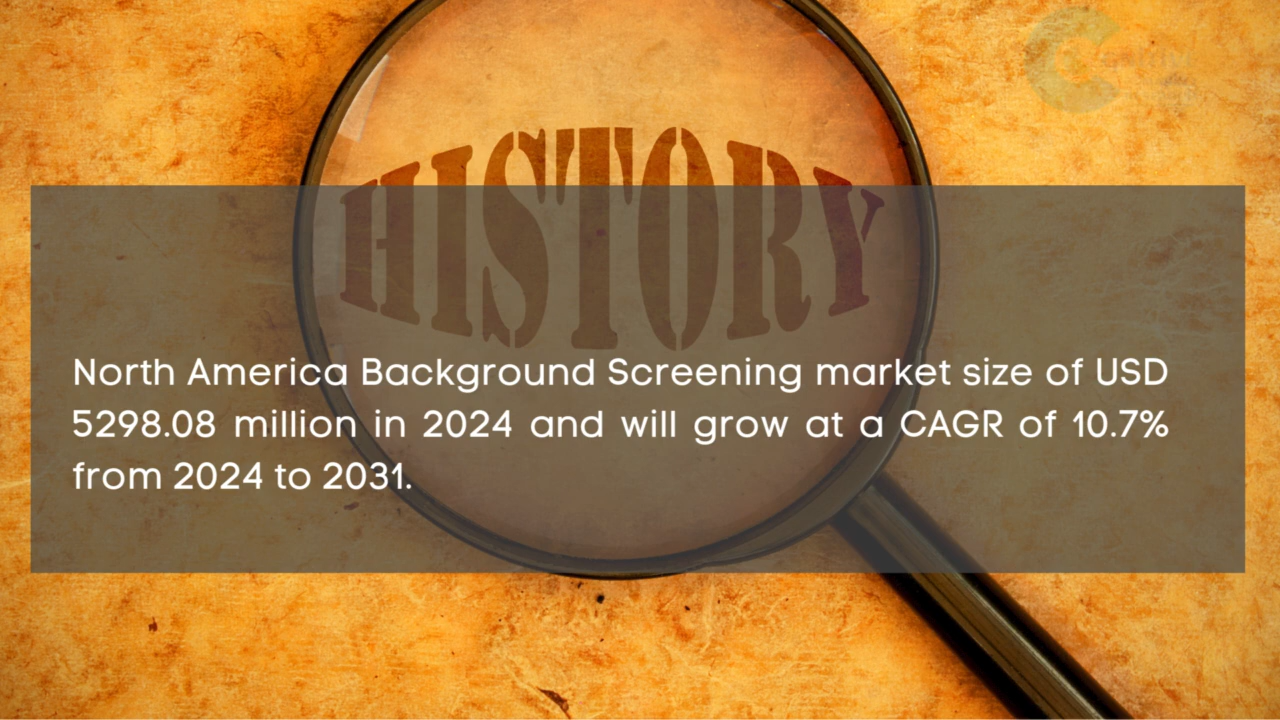 HISTORY
North America Background Screening market size of USD
5298.08 million in 2024 and will grow at a CAGR of 10.7%
from 2024 to 2031.